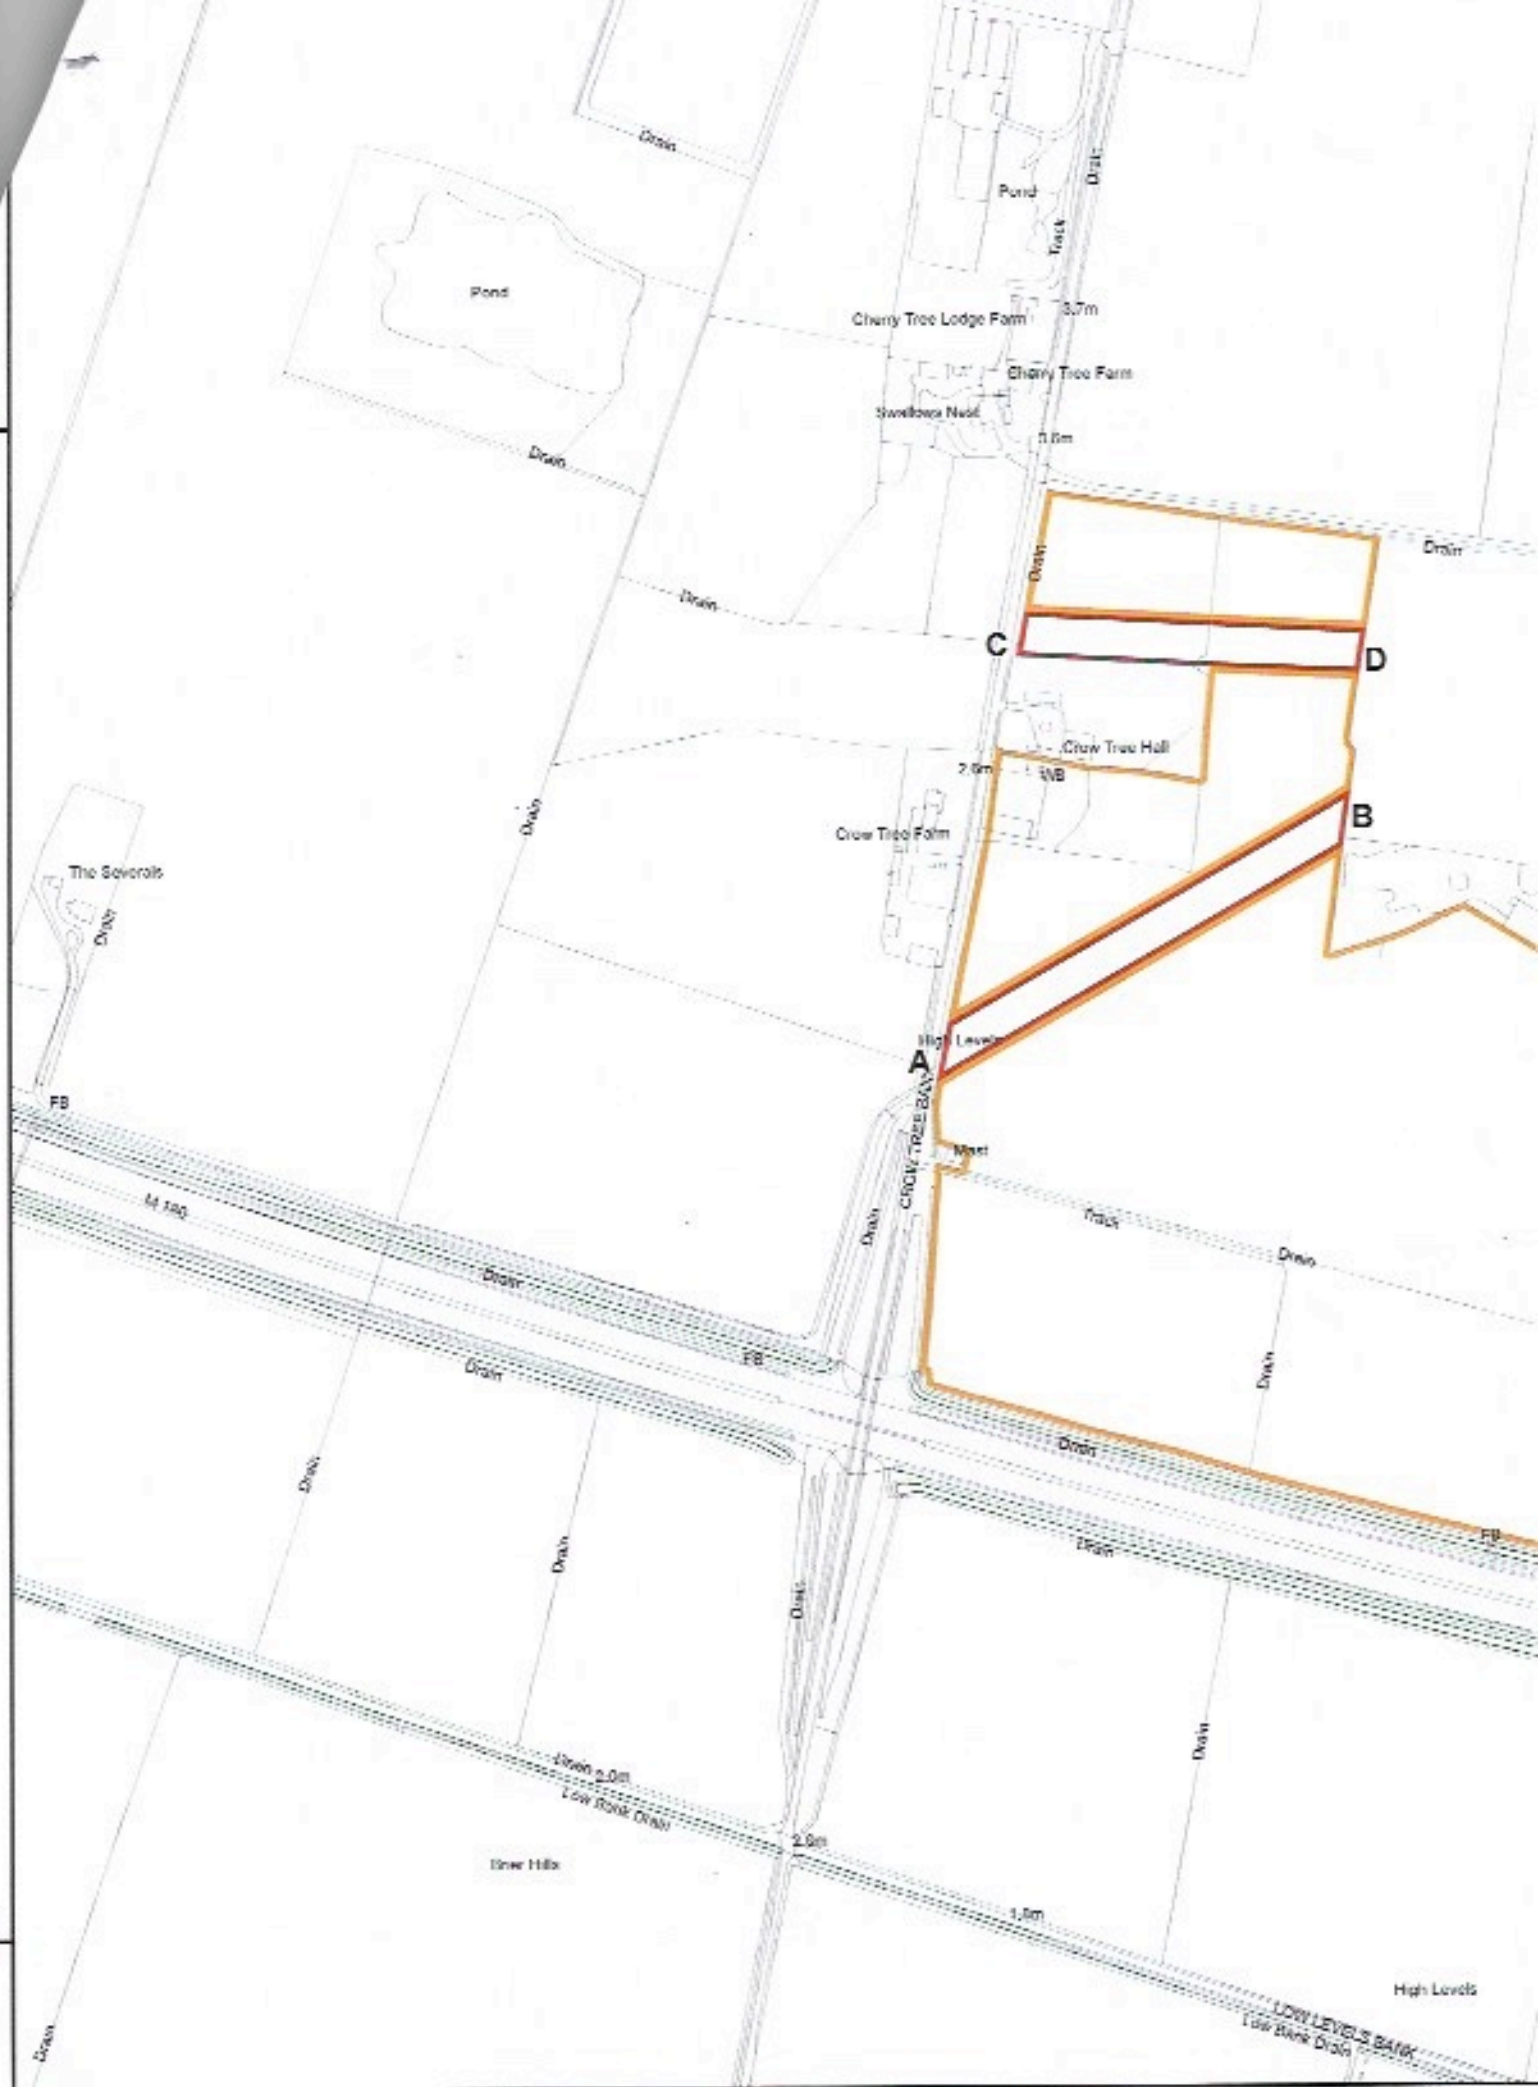 Drain
Drain
Pond
Track
Pond
3.7m
Cherry Tree Lodge Farm
Cherry Tree Farm
Swallows Nest
3.6m
Drain
Drain
Drain
Drain
C
D
Crow Tree Hall
2.6m
WB
B
Drain
Crow Tree Farm
The Severals
Drain
High Levels
A
CROW TREE BANK
FB
Mast
M 180
Drain
Track
Drain
Drain
FB
Drain
Drain
Drain
FB
Drain
Drain
Drain
Drain
Drain
Drain 2.0m
Low Bank Drain
2.8m
Brier Hills
1.8m
High Levels
LOW LEVELS BANK
Low Bank Drain
Drain